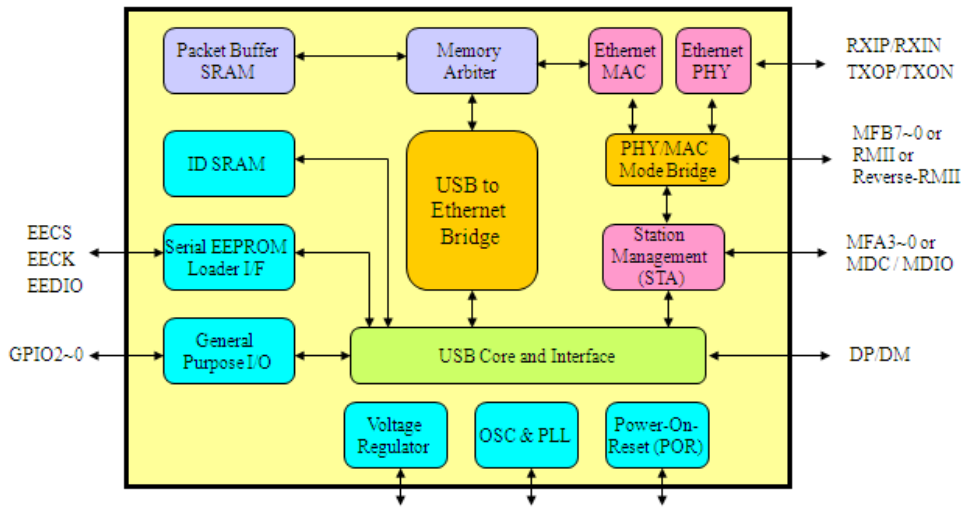 Packet Buffer
SRAM
Memory
Arbiter
Ethernet
MAC
Ethernet
PHY
RXIP/RXIN
TXOP/TXON
ID SRAM
USB to
Ethernet
Bridge
PHY/MAC
Mode Bridge
MFB7~0 or
RMII or
Reverse-RMII
EECS
EECK
EEDIO
Serial EEPROM
Loader I/F
Station
Management
(STA)
MFA3~0 or
MDC / MDIO
GPIO2~0
General
Purpose I/O
USB Core and Interface
DP/DM
Voltage
Regulator
OSC & PLL
Power-On-
Reset (POR)